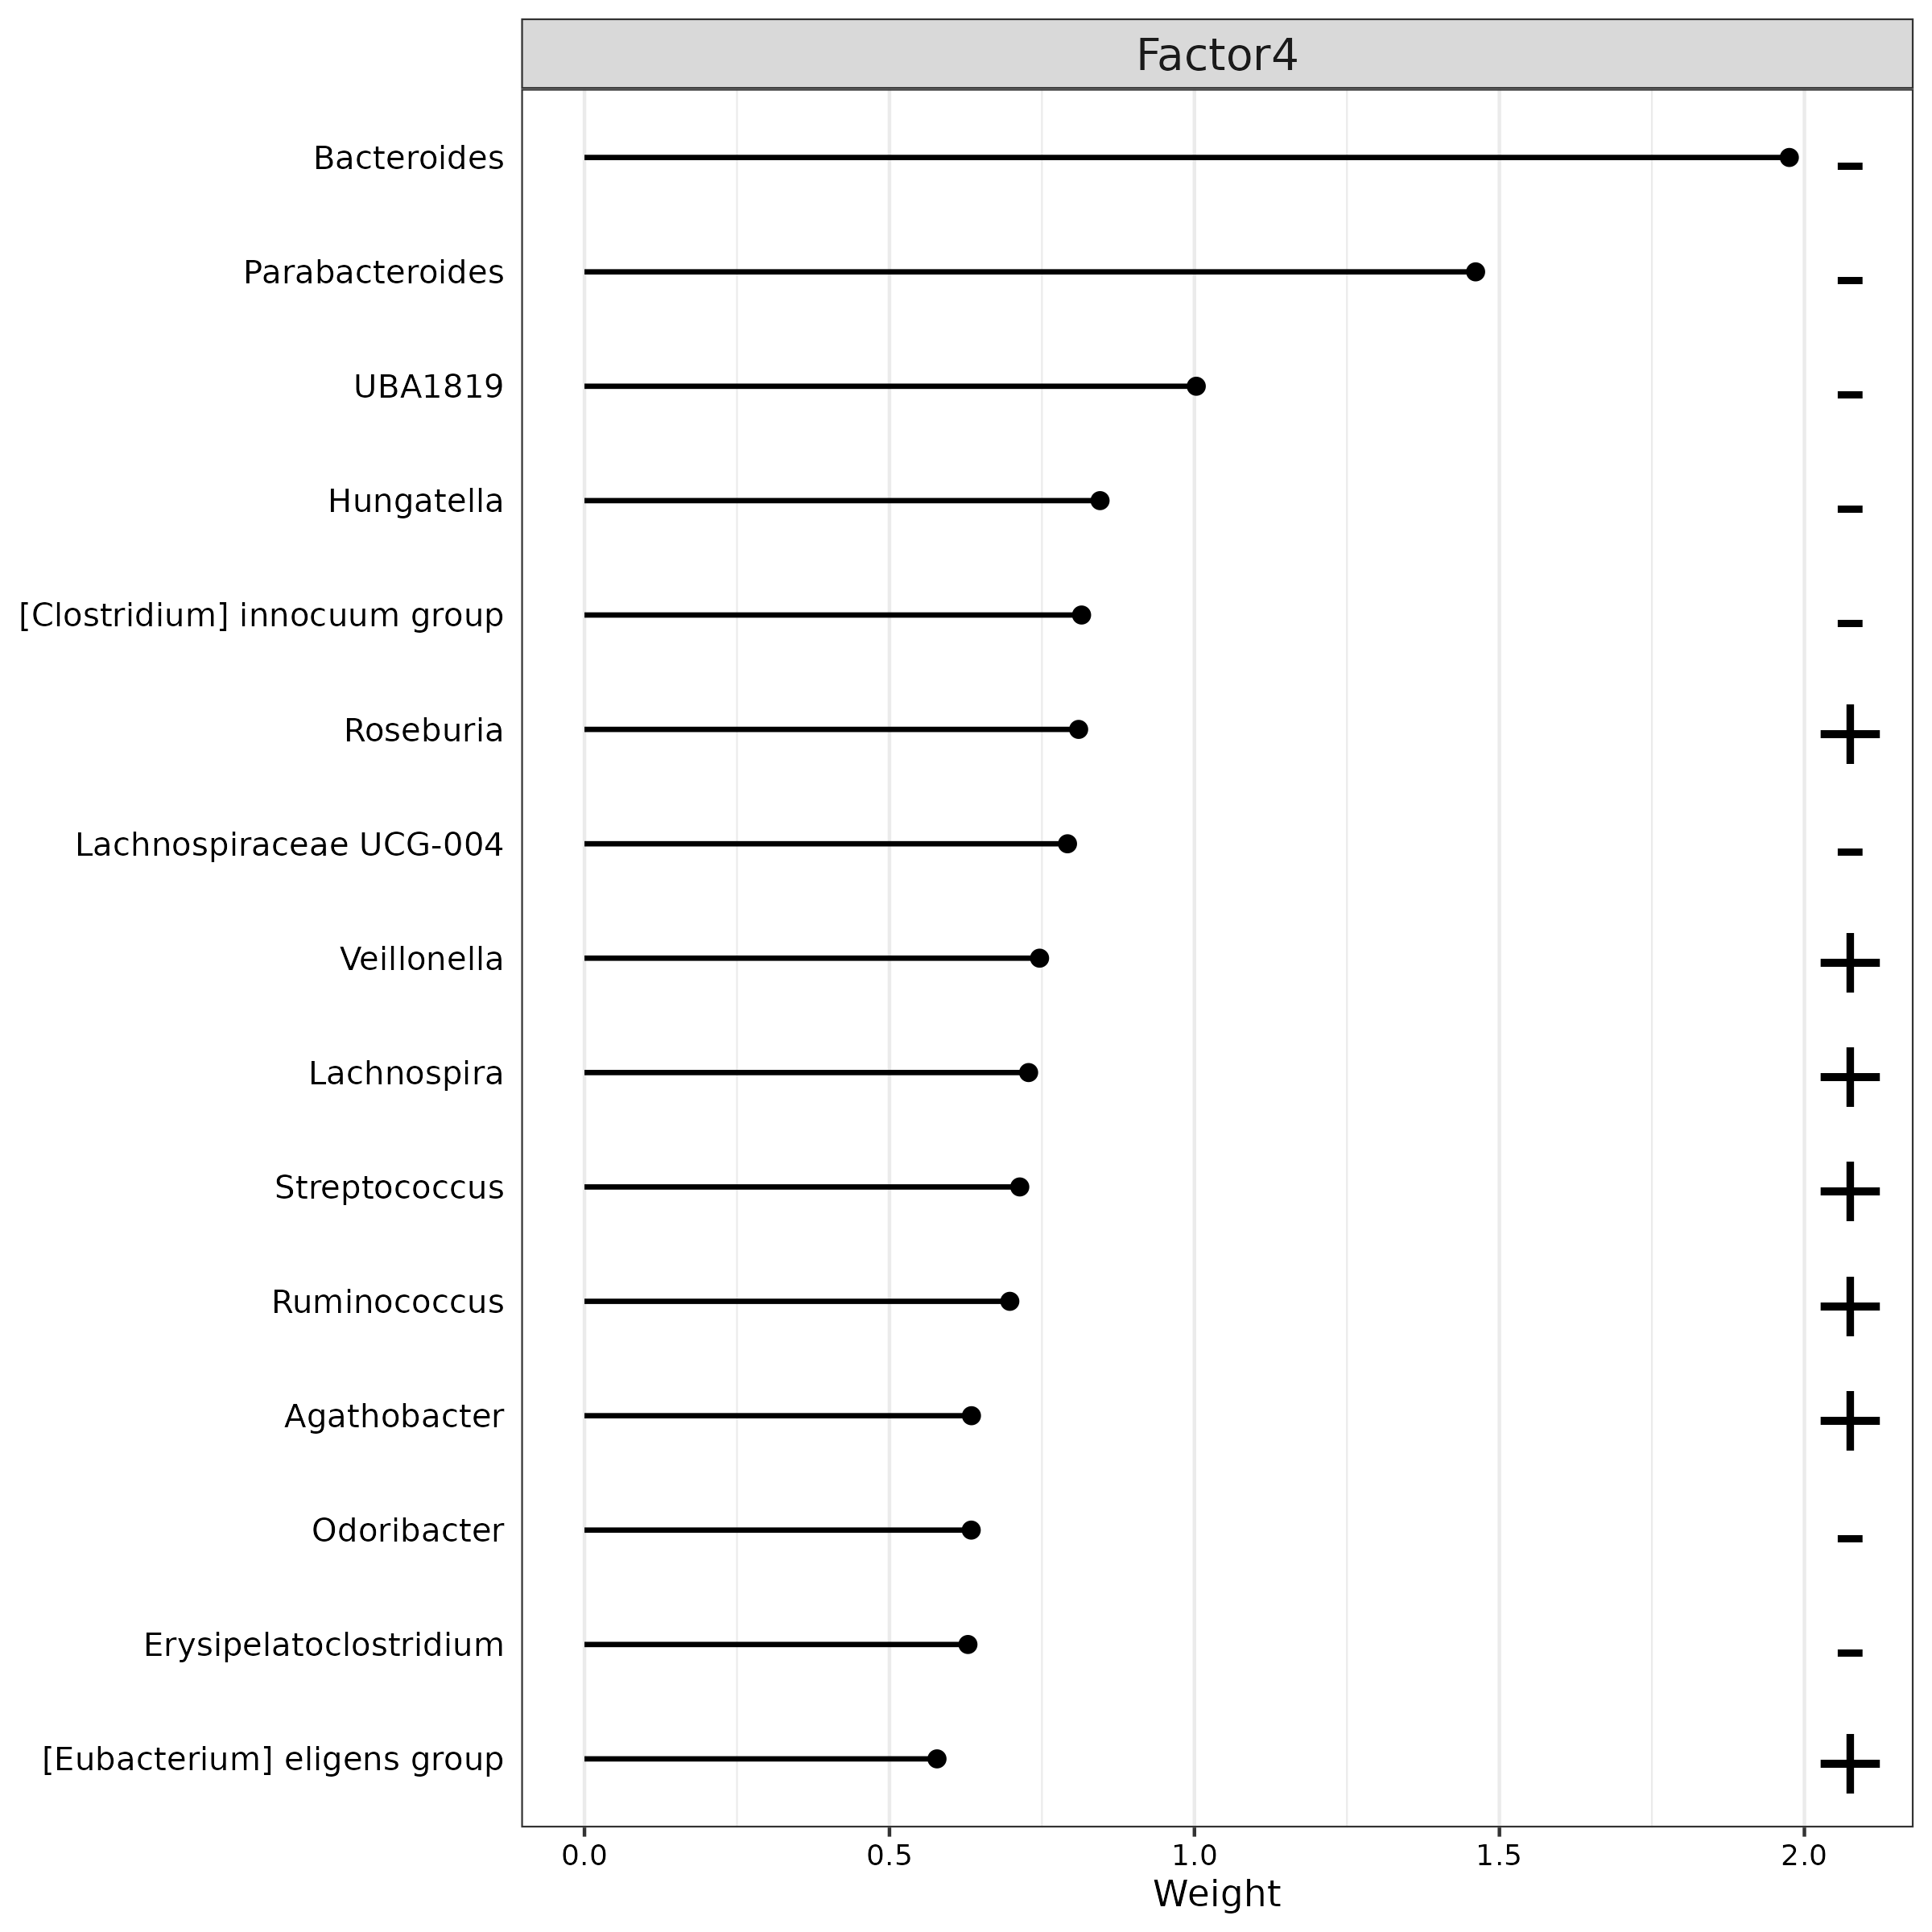 Factor4
Bacteroides -
Parabacteroides -
UBA1819 -
Hungatella -
[Clostridium] innocuum group -
Roseburia +
Lachnospiraceae UCG-004 -
Veillonella +
Lachnospira +
Streptococcus +
Ruminococcus +
Agathobacter +
Odoribacter -
Erysipelatoclostridium -
[Eubacterium] eligens group +
0.0 0.5 1.0 1.5 2.0
Weight